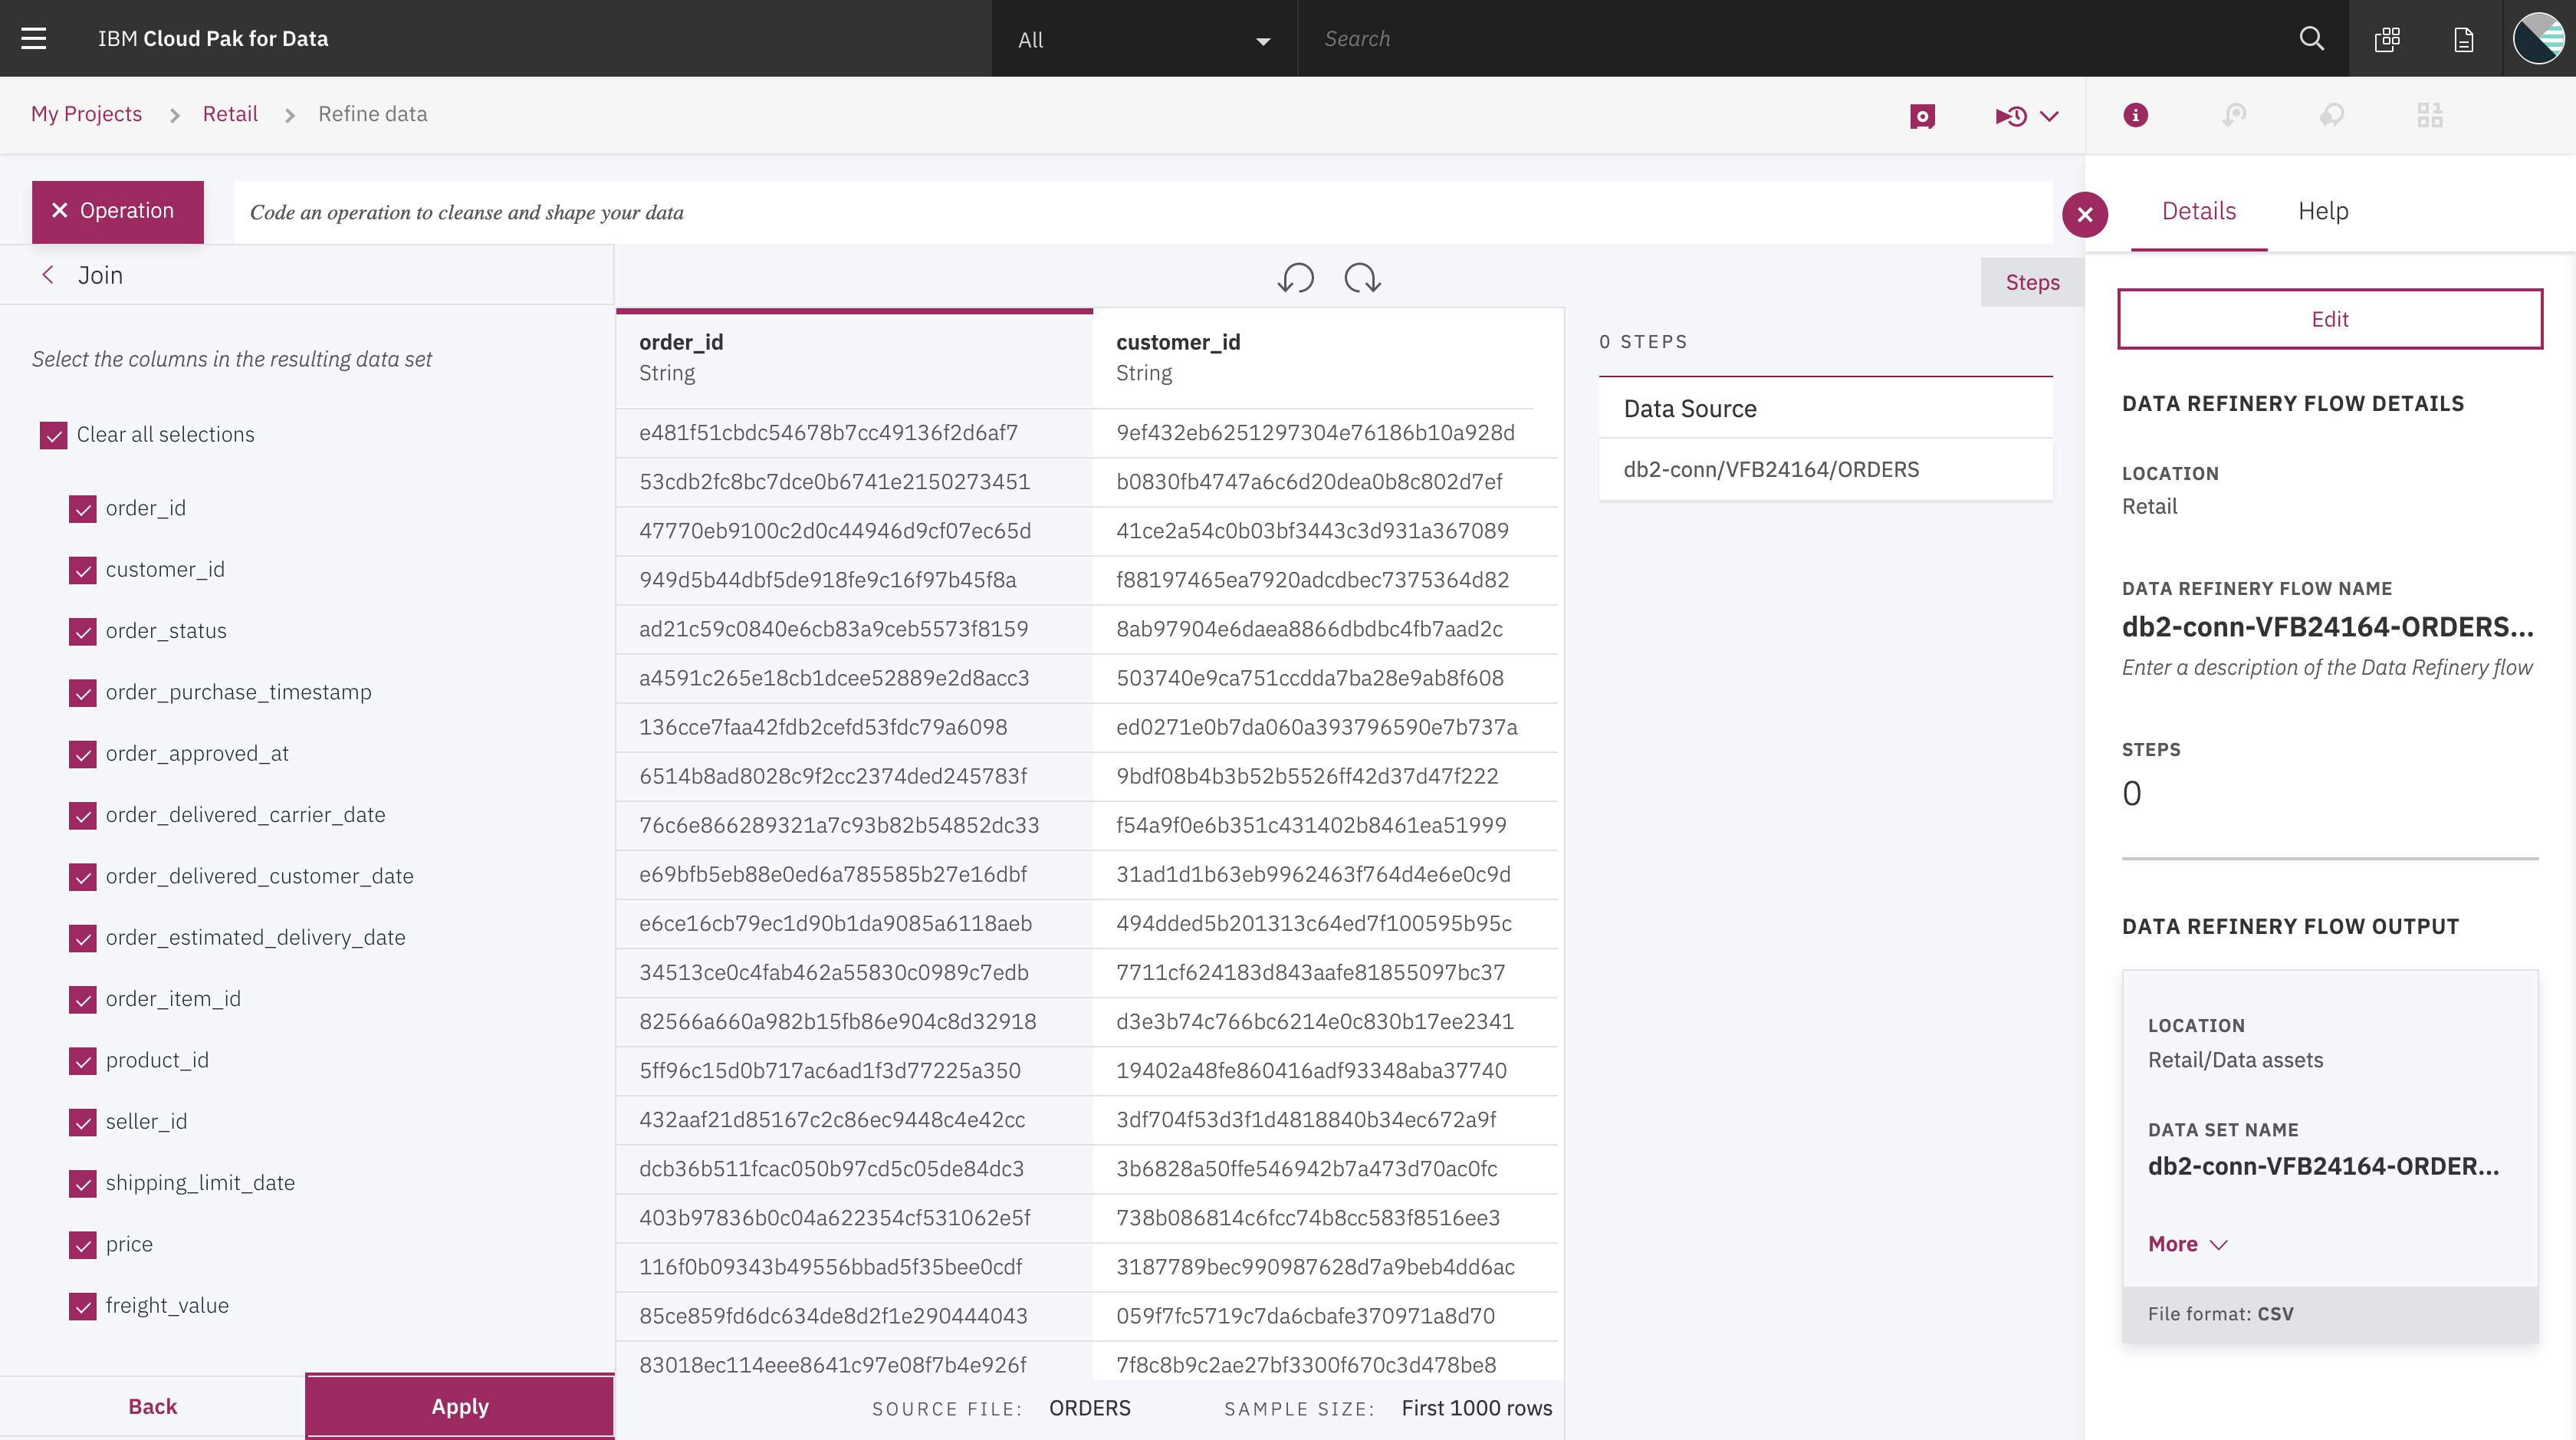 IBM Cloud Pak for Data
All
Search
My Projects
Retail
Refine data
Operation
Code an operation to cleanse and shape your data
Details
Help
Join
Steps
Select the columns in the resulting data set
Clear all selections
order_id
customer_id
order_status
order_purchase_timestamp
order_approved_at
order_delivered_carrier_date
order_delivered_customer_date
order_estimated_delivery_date
order_item_id
product_id
seller_id
shipping_limit_date
price
freight_value
Back
Apply
order_id customer_id
String String
e481f51cbdc54678b7cc49136f2d6af7 9ef432eb6251297304e76186b10a928d
53cdb2fc8bc7dce0b6741e2150273451 b0830fb4747a6c6d20dea0b8c802d7ef
47770eb9100c2d0c44946d9cf07ec65d 41ce2a54c0b03bf3443c3d931a367089
949d5b44dbf5de918fe9c16f97b45f8a f88197465ea7920adcdbec7375364d82
ad21c59c0840e6cb83a9ceb5573f8159 8ab97904e6daea8866dbdbc4fb7aad2c
a4591c265e18cb1dcee52889e2d8acc3 503740e9ca751ccdda7ba28e9ab8f608
136cce7faa42fdb2cefd53fdc79a6098 ed0271e0b7da060a393796590e7b737a
6514b8ad8028c9f2cc2374ded245783f 9bdf08b4b3b52b5526ff42d37d47f222
76c6e866289321a7c93b82b54852dc33 f54a9f0e6b351c431402b8461ea51999
e69bfb5eb88e0ed6a785585b27e16dbf 31ad1d1b63eb9962463f764d4e6e0c9d
e6ce16cb79ec1d90b1da9085a6118aeb 494dded5b201313c64ed7f100595b95c
34513ce0c4fab462a55830c0989c7edb 7711cf624183d843aafe81855097bc37
82566a660a982b15fb86e904c8d32918 d3e3b74c766bc6214e0c830b17ee2341
5ff96c15d0b717ac6ad1f3d77225a350 19402a48fe860416adf93348aba37740
432aaf21d85167c2c86ec9448c4e42cc 3df704f53d3f1d4818840b34ec672a9f
dcb36b511fcac050b97cd5c05de84dc3 3b6828a50ffe546942b7a473d70ac0fc
403b97836b0c04a622354cf531062e5f 738b086814c6fcc74b8cc583f8516ee3
116f0b09343b49556bbad5f35bee0cdf 3187789bec990987628d7a9beb4dd6ac
85ce859fd6dc634de8d2f1e290444043 059f7fc5719c7da6cbafe370971a8d70
83018ec114eee8641c97e08f7b4e926f 7f8c8b9c2ae27bf3300f670c3d478be8
SOURCE FILE: ORDERS SAMPLE SIZE: First 1000 rows
0 STEPS
Data Source
db2-conn/VFB24164/ORDERS
Edit
DATA REFINERY FLOW DETAILS
LOCATION
Retail
DATA REFINERY FLOW NAME
db2-conn-VFB24164-ORDERS...
Enter a description of the Data Refinery flow
STEPS
0
DATA REFINERY FLOW OUTPUT
LOCATION
Retail/Data assets
DATA SET NAME
db2-conn-VFB24164-ORDER...
More
File format: CSV